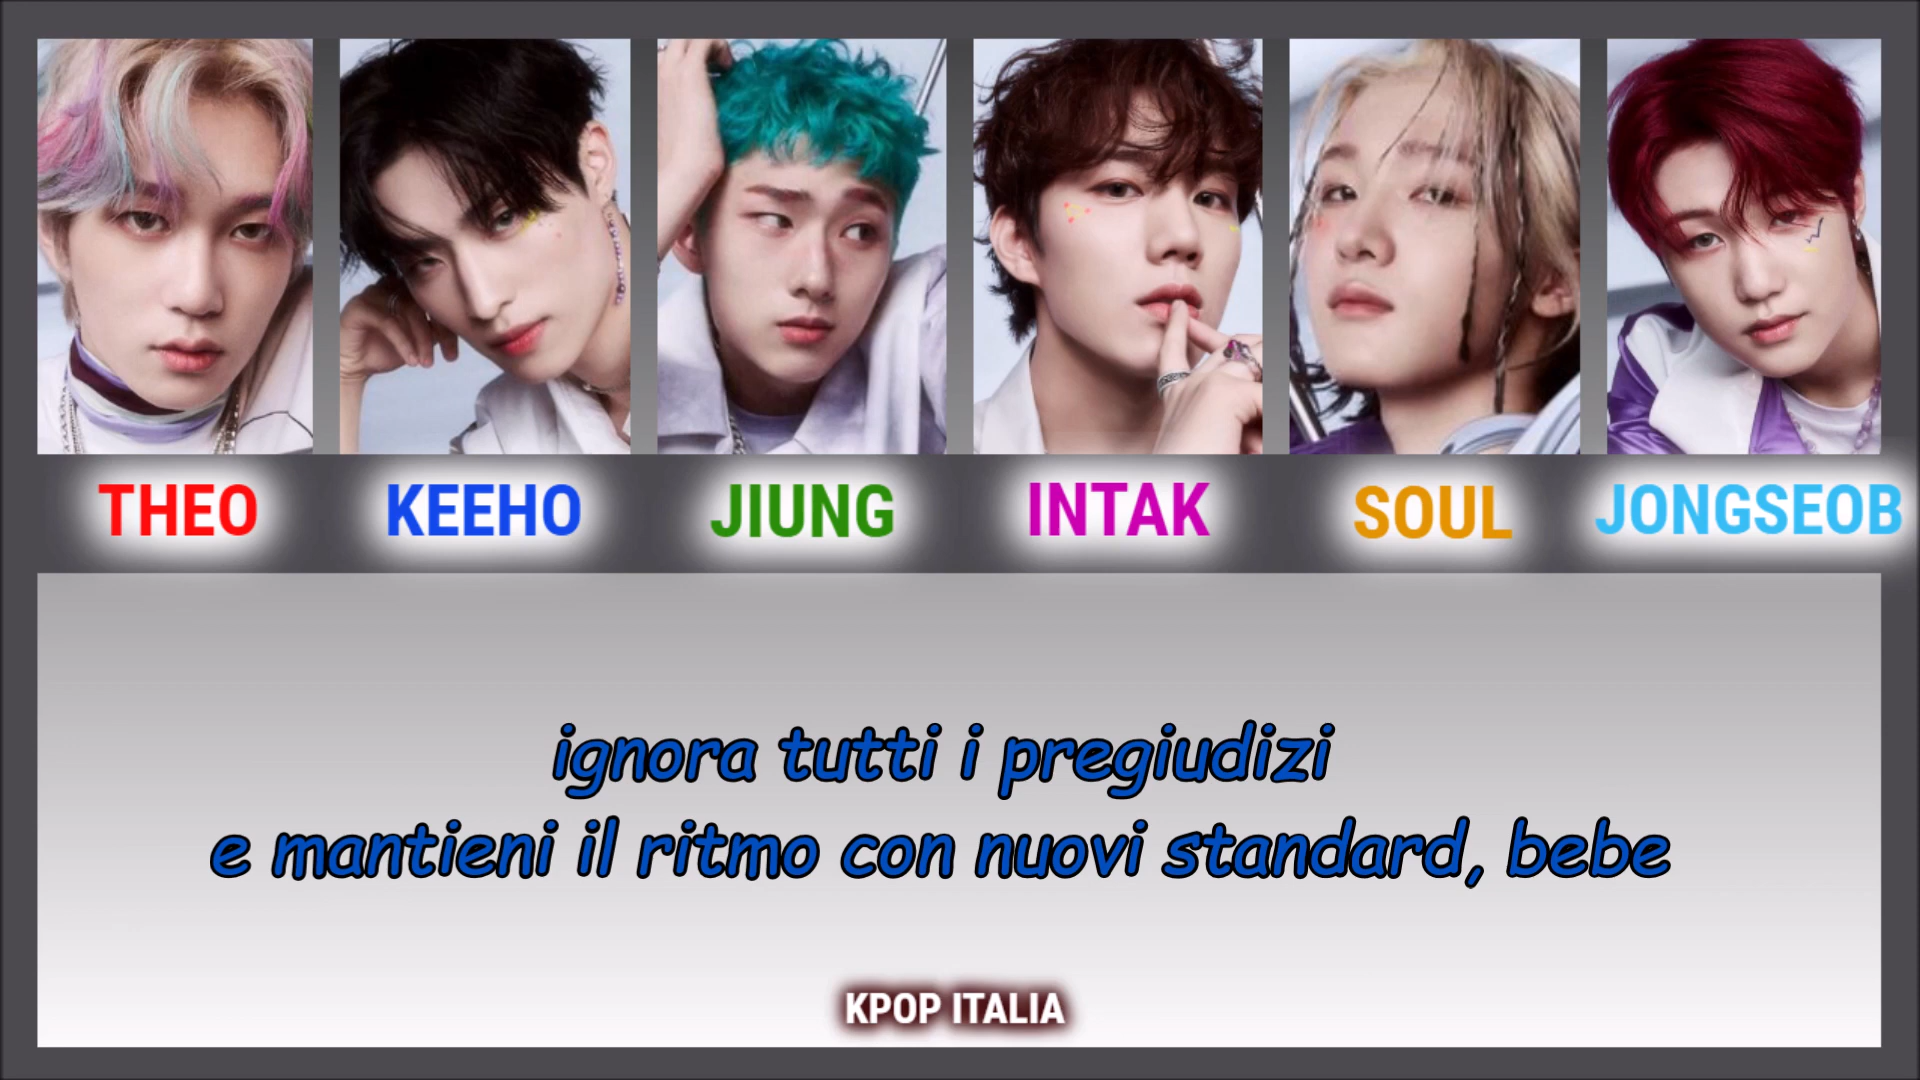 THEO KEEHO JIUNG INTAK SOUL JONGSEOB
ignora tutti i pregiudizi
e mantieni il ritmo con nuovi standard, bebe
KPOP ITALIA